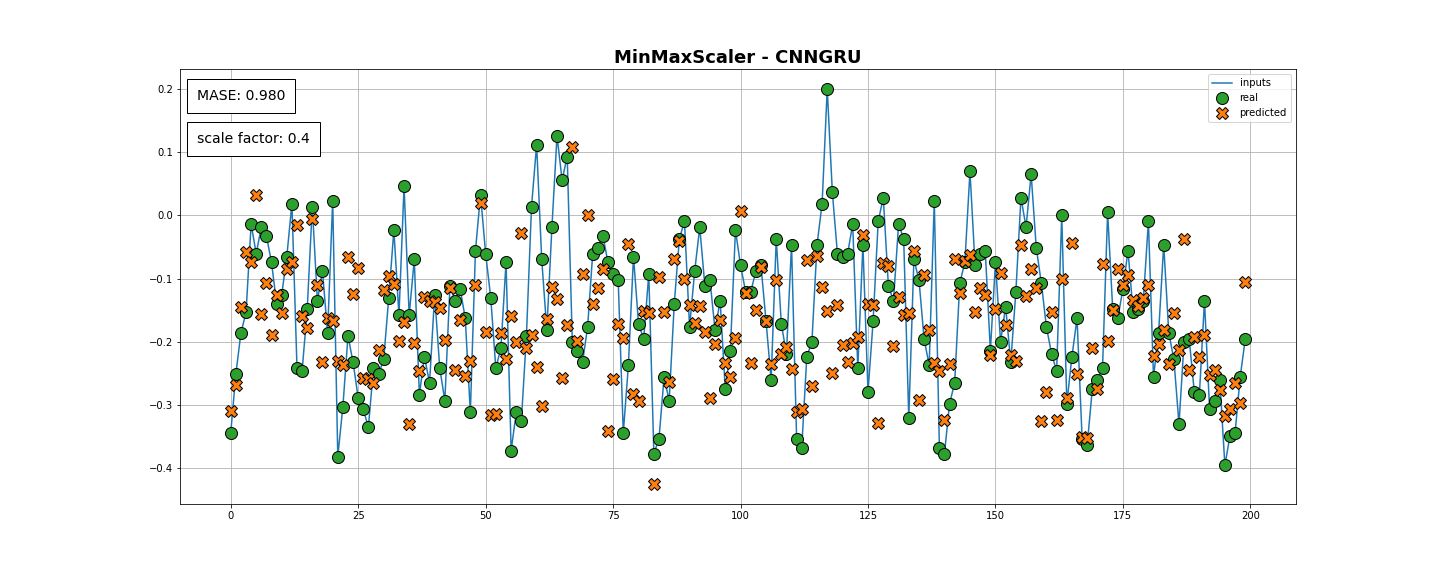 MinMaxScaler - CNNGRU
MASE: 0.980
scale factor: 0.4
inputs
real
predicted
0.2
0.1
0.0
−0.1
−0.2
−0.3
−0.4
0 25 50 75 100 125 150 175 200